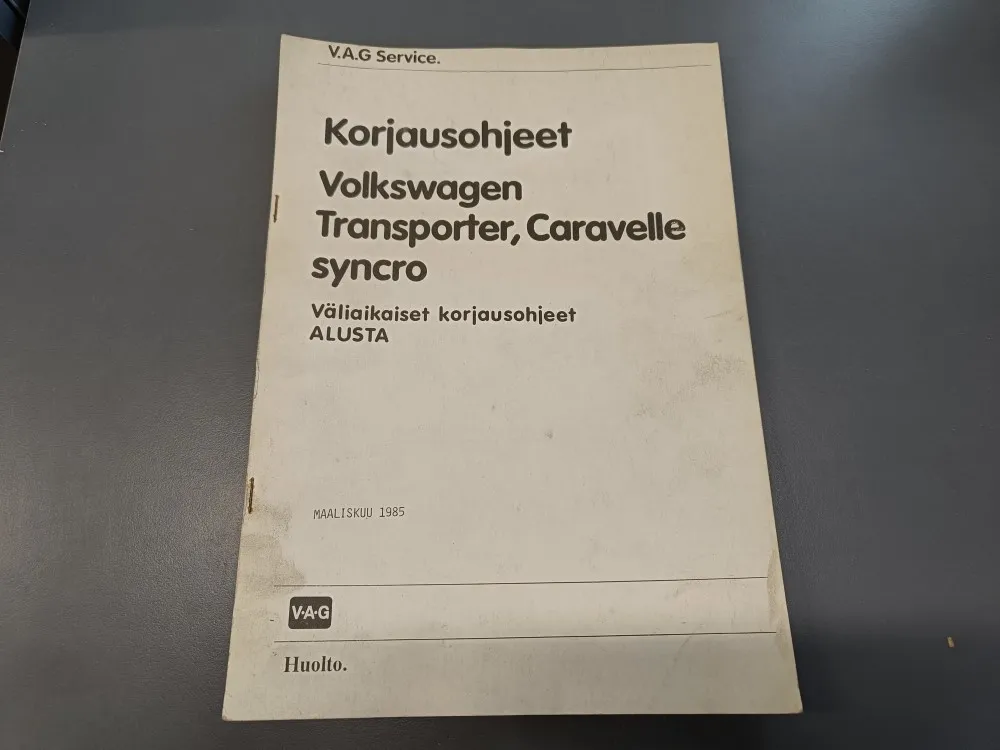 V.A.G Service.
Korjausohjeet
Volkswagen
Transporter, Caravelle
syncro
Väliaikaiset korjausohjeet
ALUSTA
MAALISKUU 1985
V·A·G
Huolto.